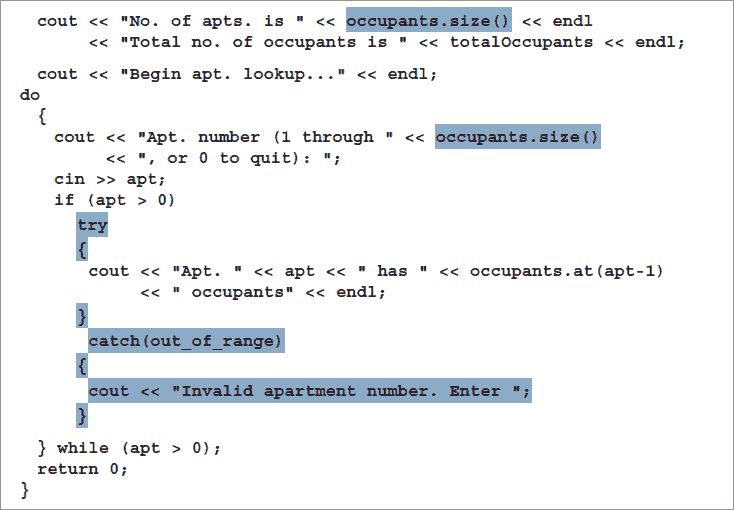 cout << "No. of apts. is " << occupants.size() << endl
<< "Total no. of occupants is " << totalOccupants << endl;
cout << "Begin apt. lookup..." << endl;
do
{
cout << "Apt. number (1 through " << occupants.size()
<< ", or 0 to quit): ";
cin >> apt;
if (apt > 0)
try
{
cout << "Apt. " << apt << " has " << occupants.at(apt-1)
<< " occupants" << endl;
}
catch(out_of_range)
{
cout << "Invalid apartment number. Enter ";
}
} while (apt > 0);
return 0;
}